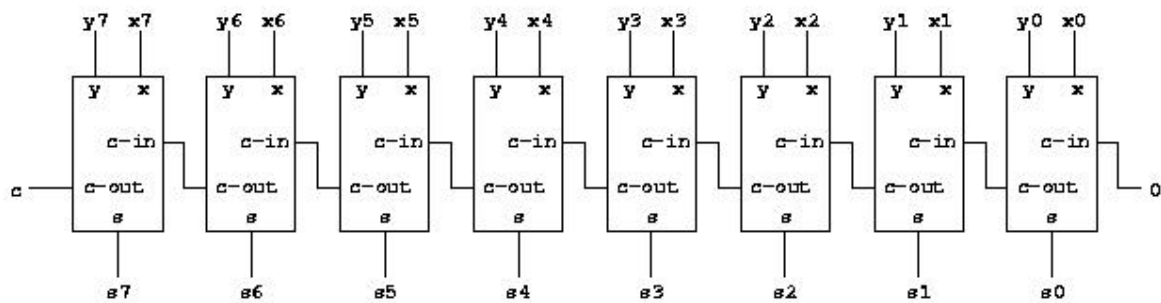 y7 x7 y6 x6 y5 x5 y4 x4 y3 x3 y2 x2 y1 x1 y0 x0
y x y x y x y x y x y x y x y x
c-in c-in c-in c-in c-in c-in c-in c-in
c c-out c-out c-out c-out c-out c-out c-out c-out 0
s s s s s s s s
s7 s6 s5 s4 s3 s2 s1 s0